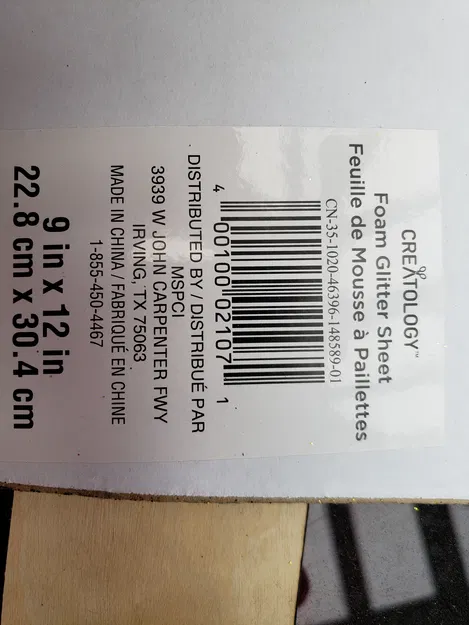 CREATOLOGY™
Foam Glitter Sheet
Feuille de Mousse à Paillettes
CN-35-1020-46396-148589-01
4 00100 02107 1
DISTRIBUTED BY / DISTRIBUÉ PAR
MSPCI
3939 W JOHN CARPENTER FWY
IRVING, TX 75063
MADE IN CHINA / FABRIQUÉ EN CHINE
1-855-450-4467
9 in x 12 in
22.8 cm x 30.4 cm